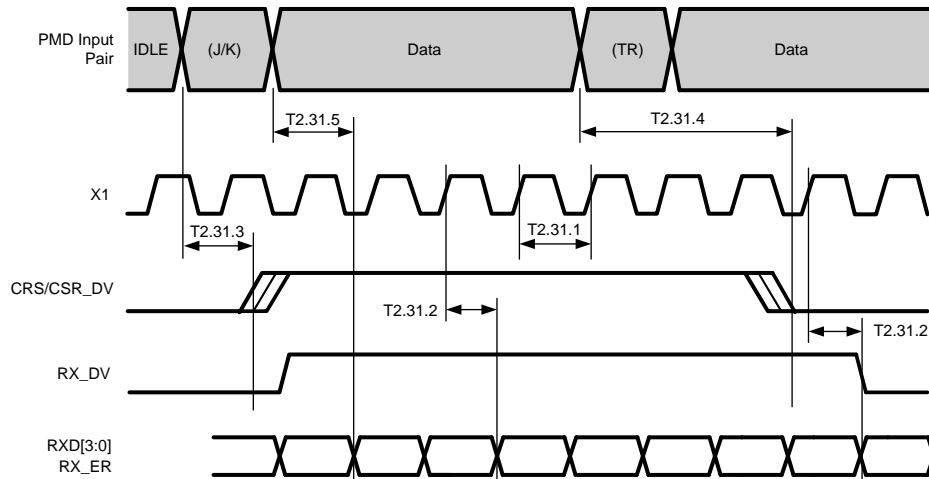 PMD Input
Pair
IDLE
(J/K)
Data
(TR)
Data
T2.31.5
T2.31.4
X1
T2.31.3
T2.31.1
CRS/CSR_DV
T2.31.2
T2.31.2
RX_DV
RXD[3:0]
RX_ER